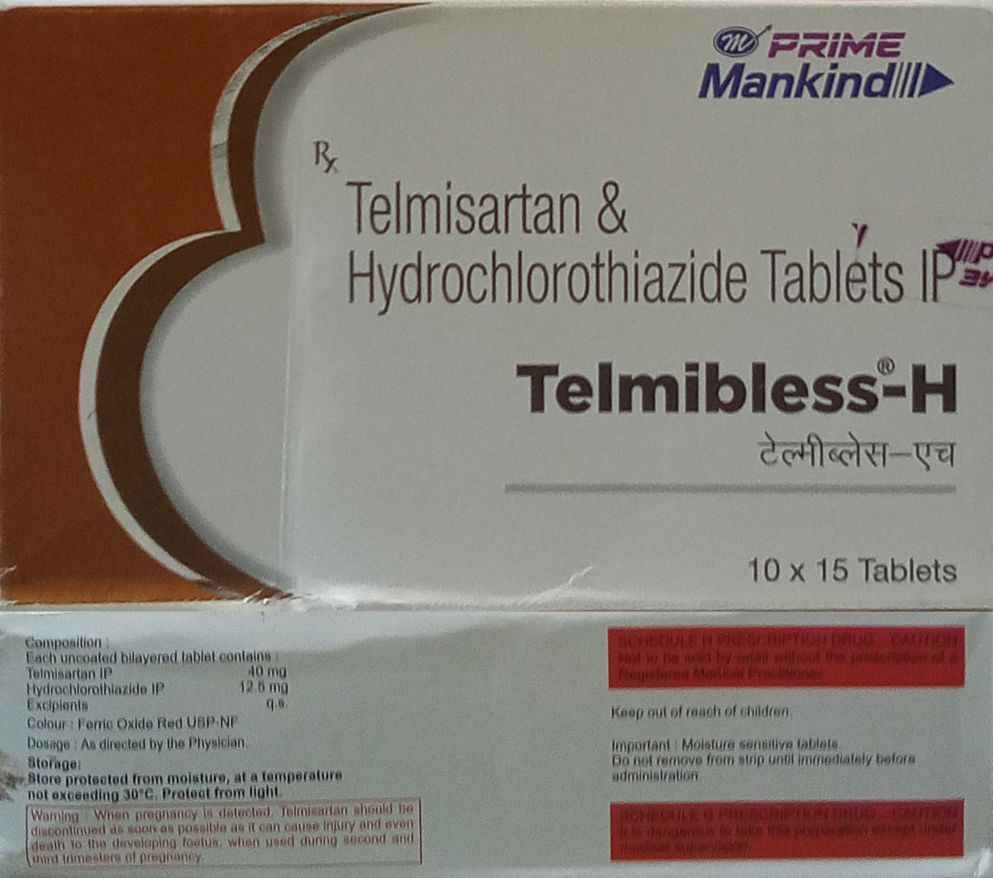 m PRIME
Mankind
Rx
Telmisartan &
Hydrochlorothiazide Tablets IP
Telmibless®-H
टेल्मीब्लेस–एच
10 x 15 Tablets
Composition :
Each uncoated bilayered tablet contains :
Telmisartan IP 40 mg
Hydrochlorothiazide IP 12.5 mg
Excipients q.s.
Colour : Ferric Oxide Red USP-NF
Dosage : As directed by the Physician.
Storage:
Store protected from moisture, at a temperature
not exceeding 30°C, Protect from light.
Warning : When pregnancy is detected, Telmisartan should be
discontinued as soon as possible as it can cause injury and even
death to the developing foetus, when used during second and
third trimesters of pregnancy.
SCHEDULE H PRESCRIPTION DRUG - CAUTION
Not to be sold by retail without the prescription of a
Registered Medical Practitioner.
Keep out of reach of children.
Important : Moisture sensitive tablets.
Do not remove from strip until immediately before
administration.
SCHEDULE G PRESCRIPTION DRUG - CAUTION
It is dangerous to take this preparation except under
medical supervision.